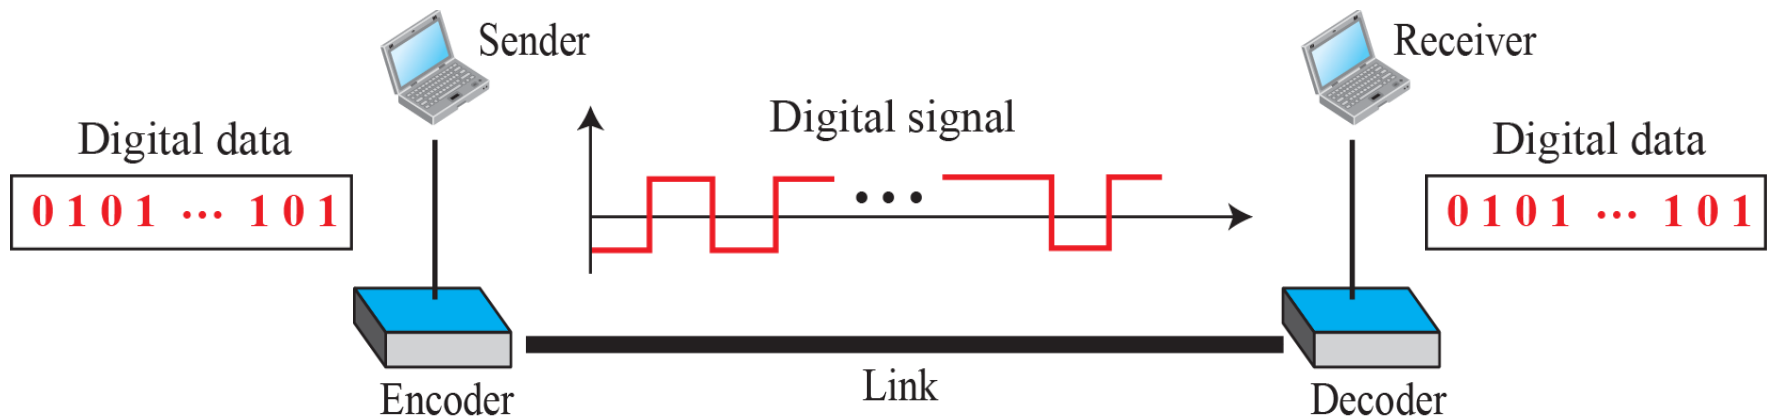 Sender
Receiver
Digital data
Digital signal
Digital data
0 1 0 1 ... 1 0 1
0 1 0 1 ... 1 0 1
Encoder
Link
Decoder